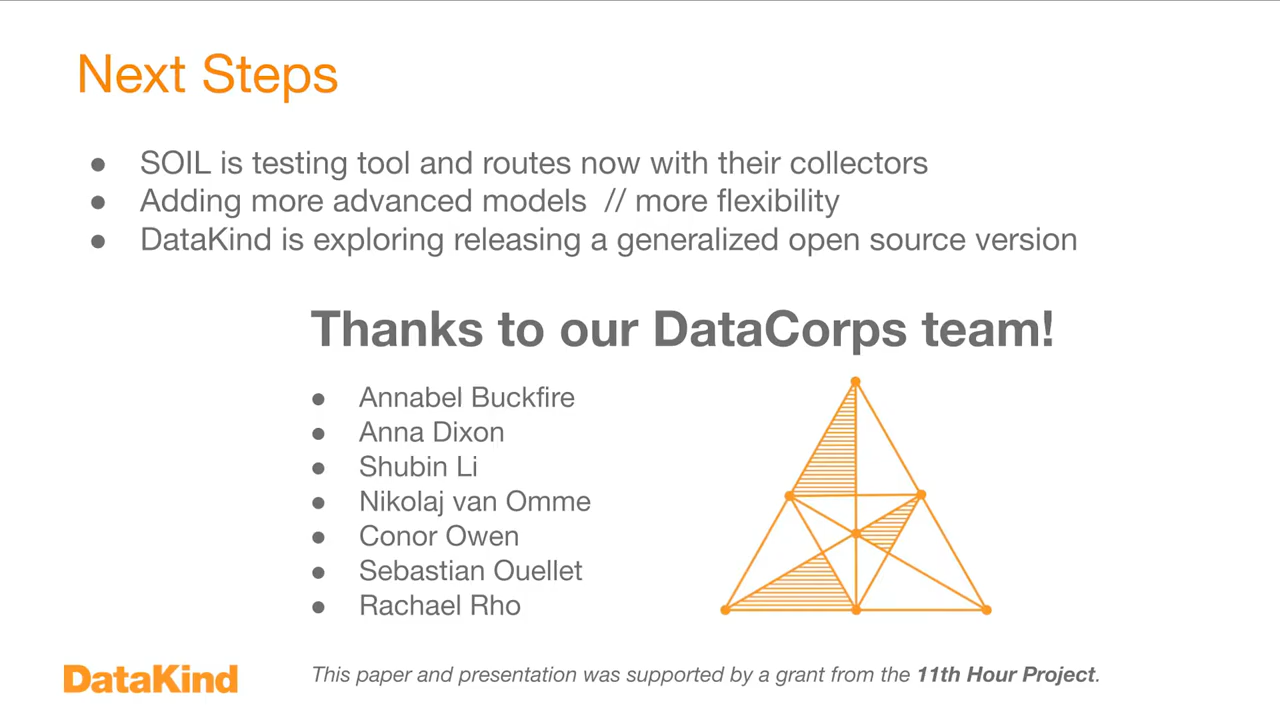 Next Steps
● SOIL is testing tool and routes now with their collectors
● Adding more advanced models // more flexibility
● DataKind is exploring releasing a generalized open source version
Thanks to our DataCorps team!
● Annabel Buckfire
● Anna Dixon
● Shubin Li
● Nikolaj van Omme
● Conor Owen
● Sebastian Ouellet
● Rachael Rho
DataKind
This paper and presentation was supported by a grant from the 11th Hour Project.